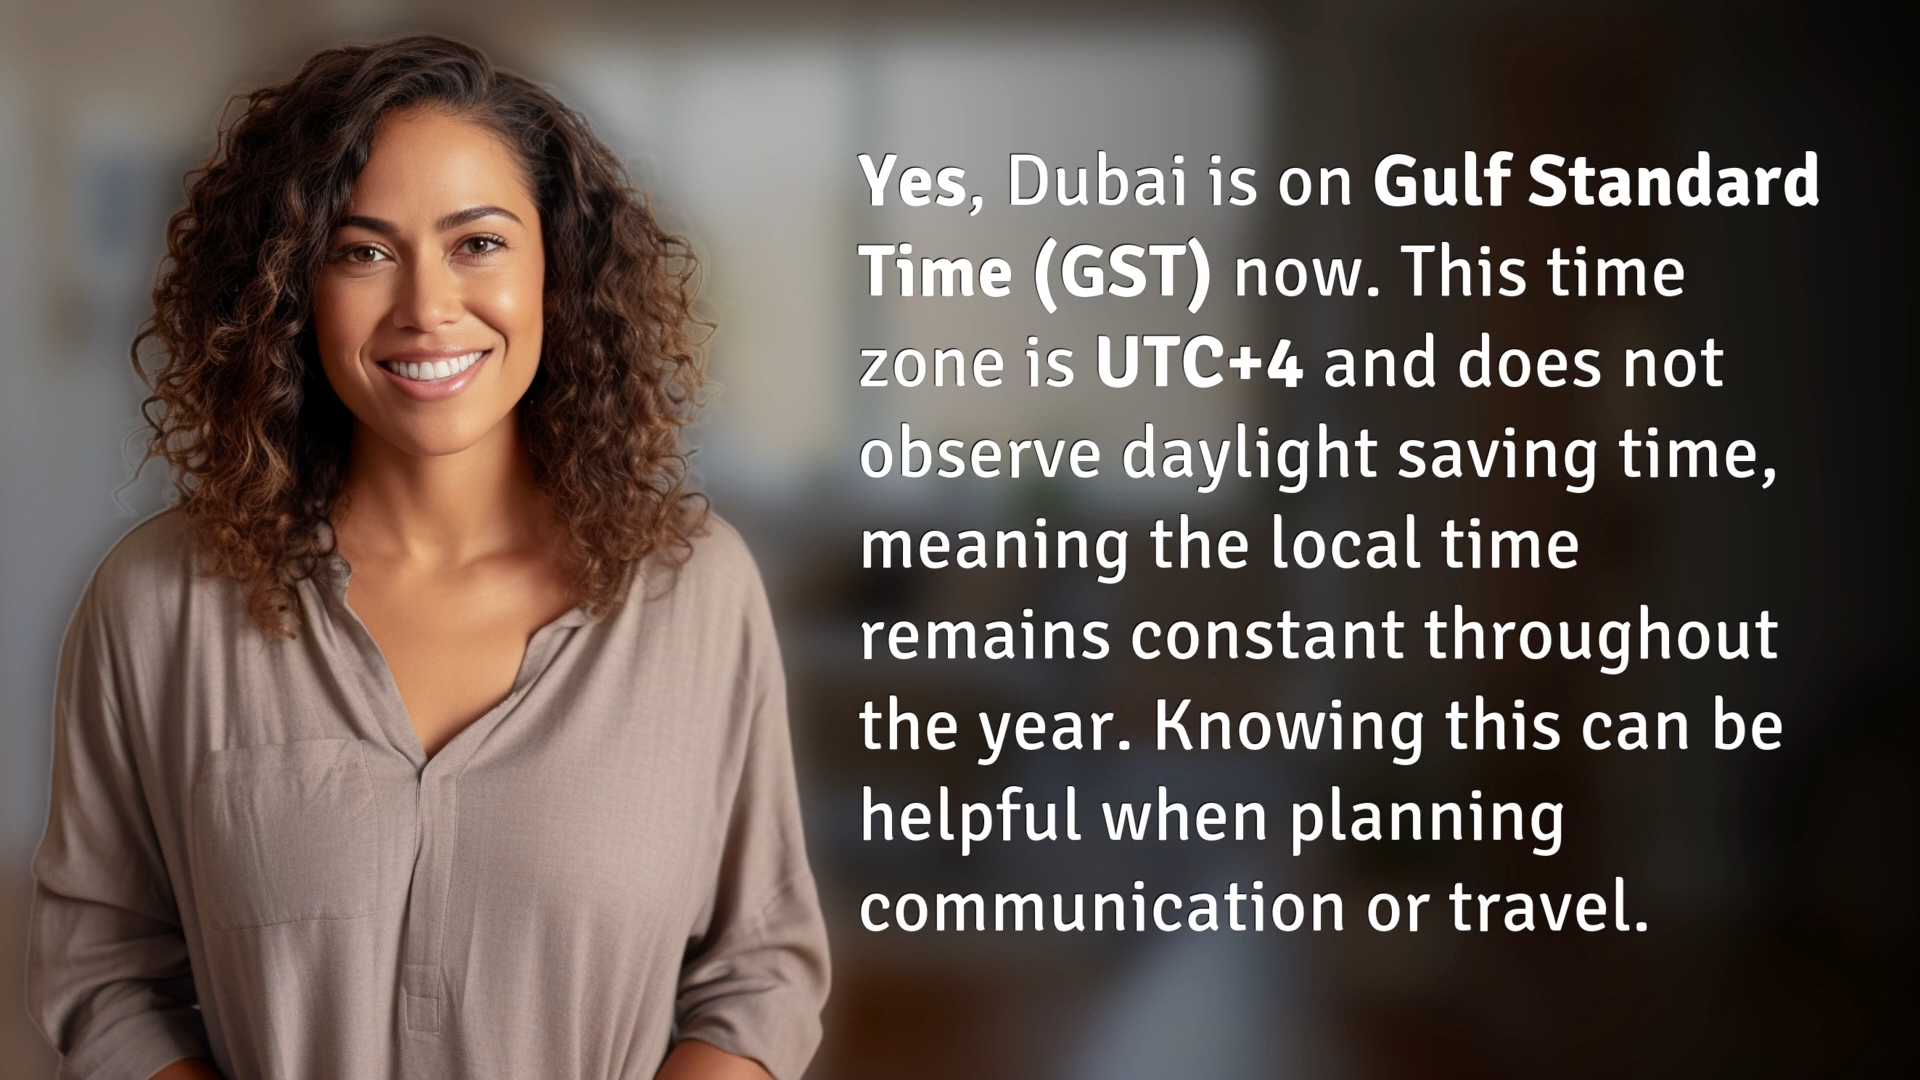 Yes, Dubai is on Gulf Standard
Time (GST) now. This time
zone is UTC+4 and does not
observe daylight saving time,
meaning the local time
remains constant throughout
the year. Knowing this can be
helpful when planning
communication or travel.